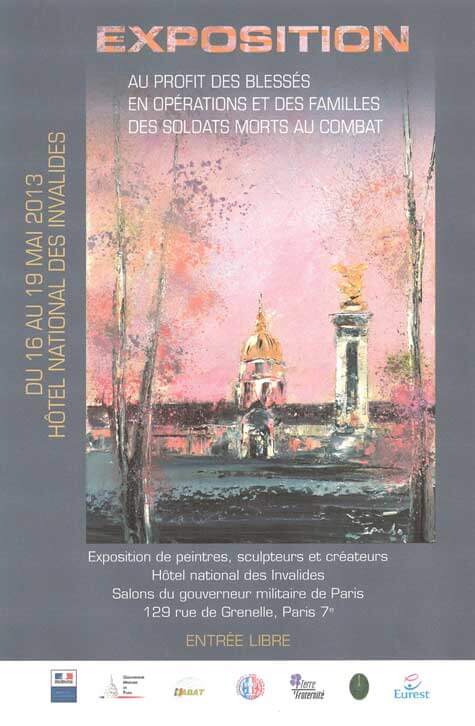 EXPOSITION
AU PROFIT DES BLESSÉS
EN OPÉRATIONS ET DES FAMILLES
DES SOLDATS MORTS AU COMBAT
DU 16 AU 19 MAI 2013
HÔTEL NATIONAL DES INVALIDES
Exposition de peintres, sculpteurs et créateurs
Hôtel national des Invalides
Salons du gouverneur militaire de Paris
129 rue de Grenelle, Paris 7e
ENTRÉE LIBRE
Terre
Fraternité
Eurest